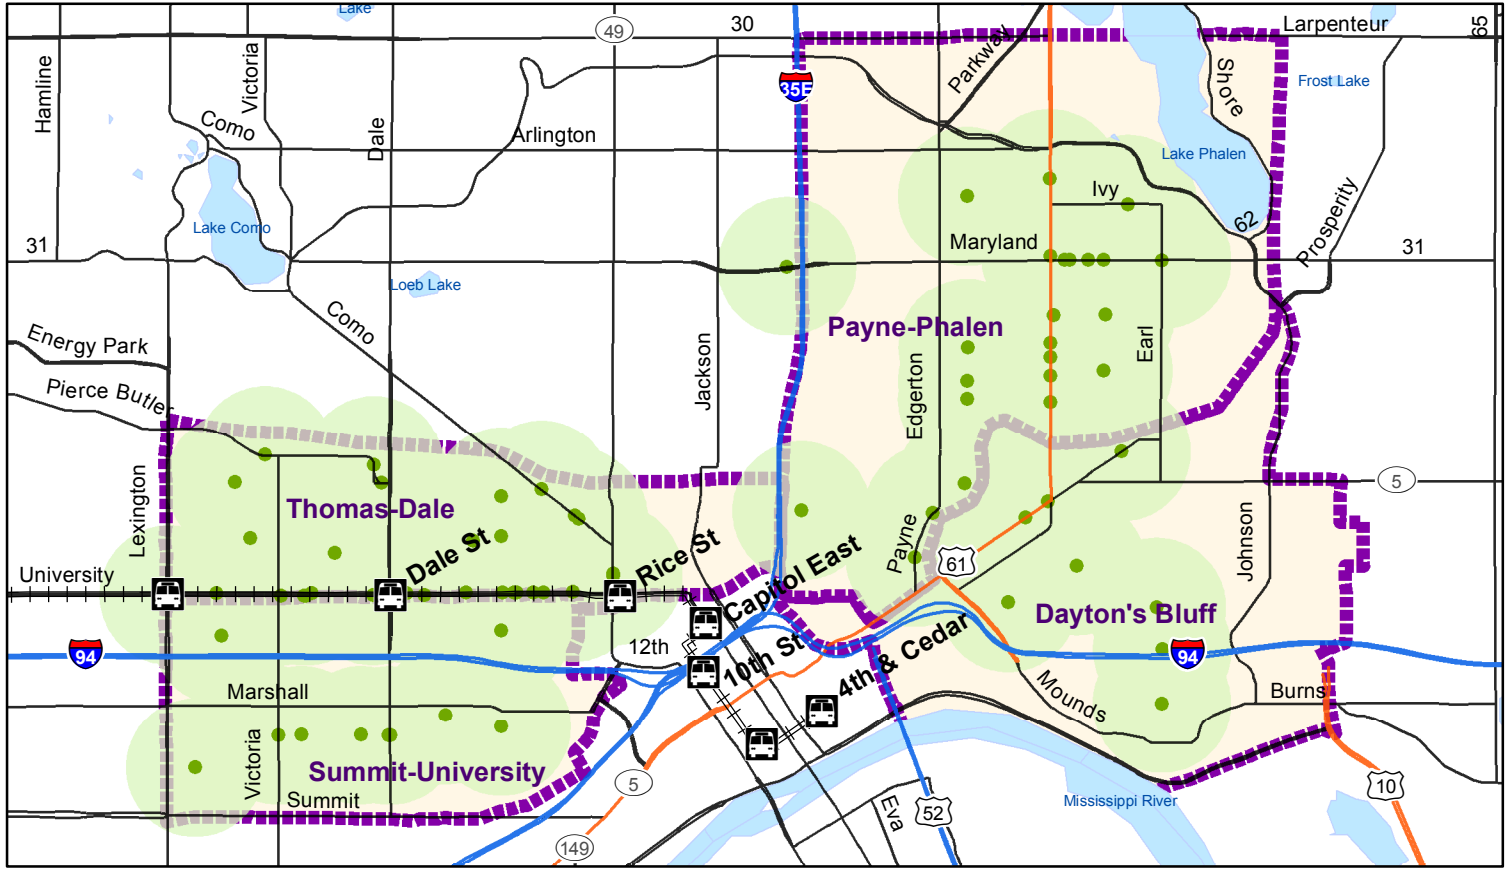 Lake
30
49
Larpenteur
65
Hamline
Victoria
Como
Dale
Arlington
35E
Parkway
Shore
Frost Lake
Lake Phalen
Ivy
62
Prosperity
Lake Como
31
Maryland
31
Loeb Lake
Como
Energy Park
Pierce Butler
Jackson
Payne-Phalen
Edgerton
Earl
Lexington
Thomas-Dale
Dale St
Rice St
Capitol East
Payne
61
Johnson
5
University
Dayton's Bluff
94
12th
10th St
4th & Cedar
94
Marshall
Mounds
Burns
Victoria
Summit-University
Summit
5
Eva
52
Mississippi River
10
149